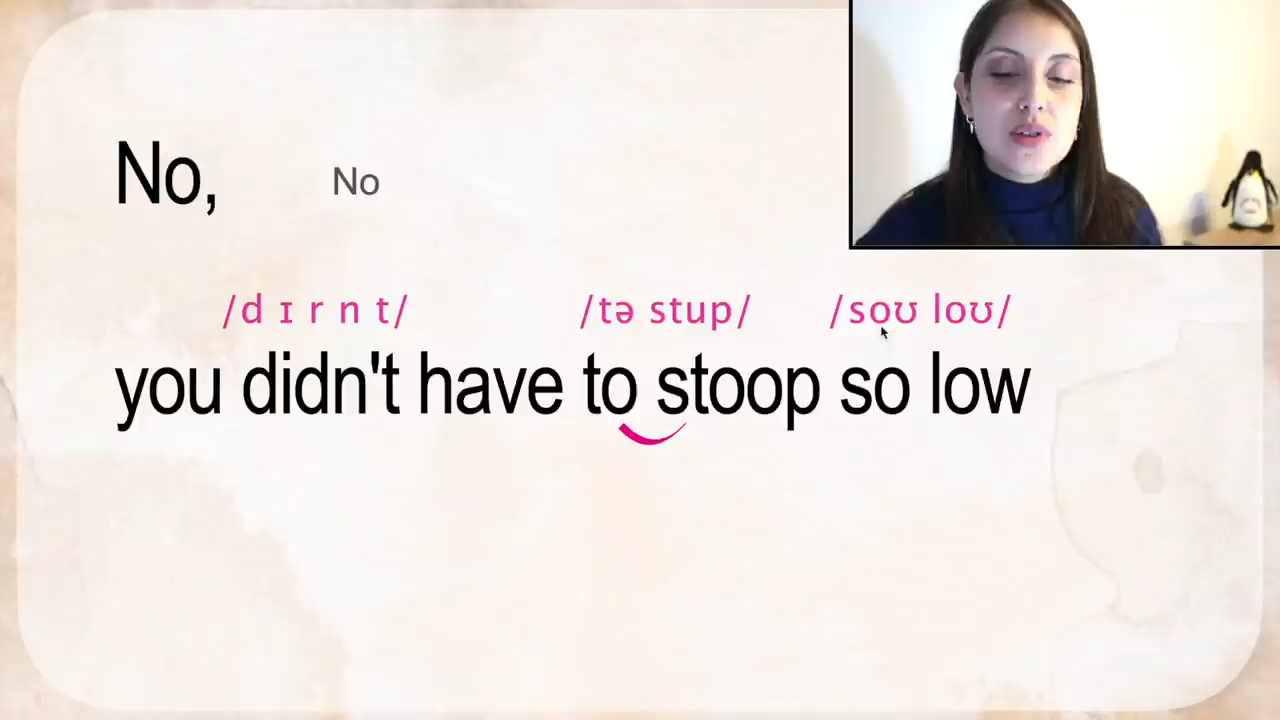 No,
No
/d ɪ r n t/ /tə stup/ /soʊ loʊ/
you didn't have to stoop so low